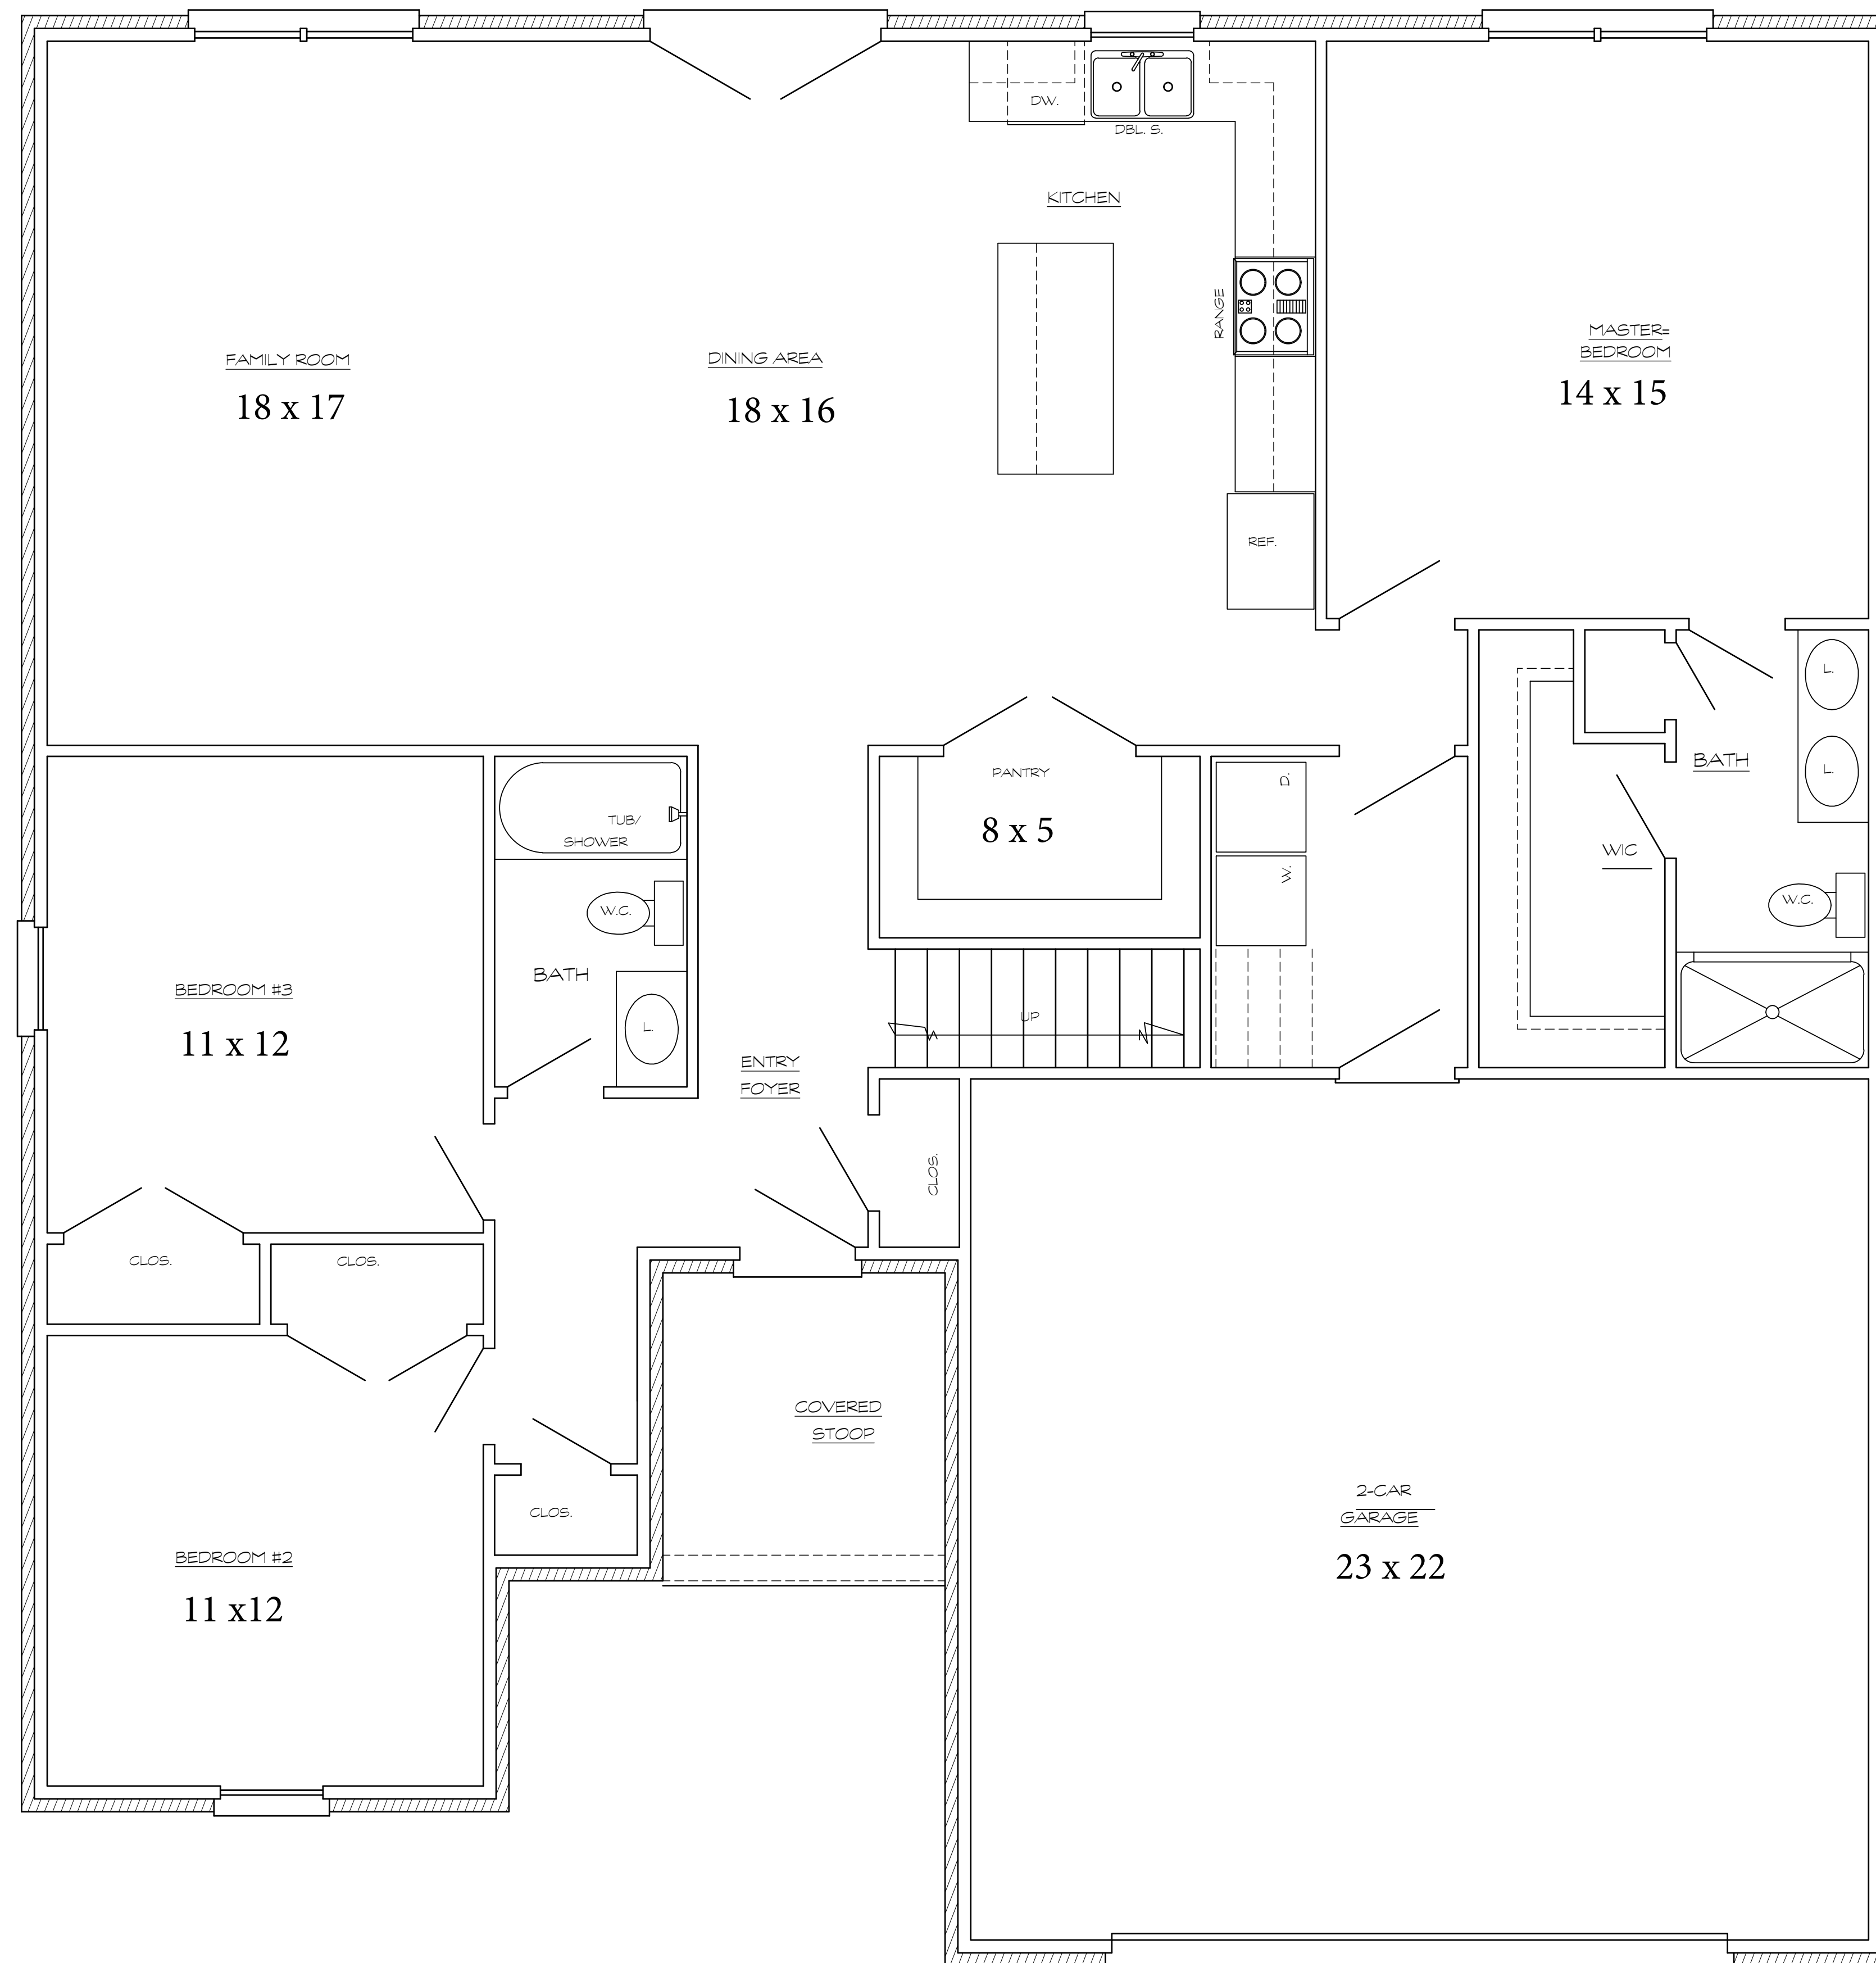 DW.
DBL. S.
KITCHEN
RANGE
FAMILY ROOM
18 x 17
DINING AREA
18 x 16
MASTER=
BEDROOM
14 x 15
REF.
L.
L.
BATH
PANTRY
8 x 5
D.
W.
WIC
W.C.
TUB/
SHOWER
W.C.
BATH
L.
BEDROOM #3
11 x 12
UP
ENTRY
FOYER
CLOS.
CLOS.
CLOS.
COVERED
STOOP
2-CAR
GARAGE
23 x 22
CLOS.
BEDROOM #2
11 x12